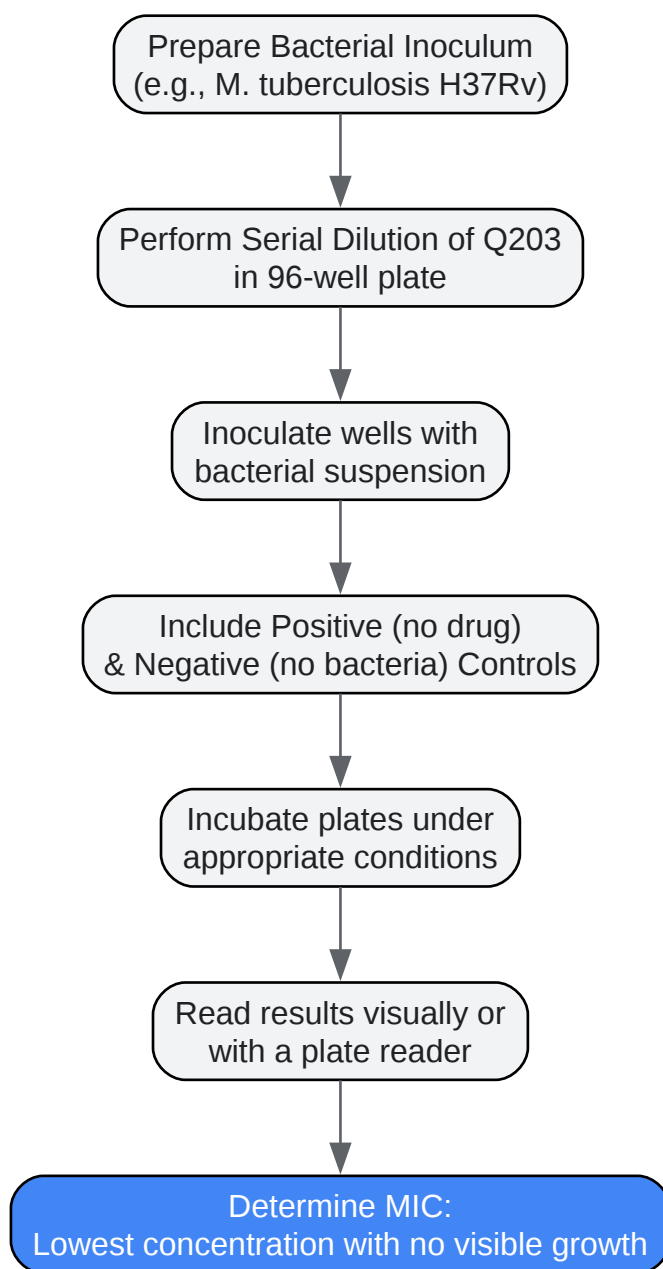 Prepare Bacterial Inoculum
(e.g., M. tuberculosis H37Rv)
Perform Serial Dilution of Q203
in 96-well plate
Inoculate wells with
bacterial suspension
Include Positive (no drug)
& Negative (no bacteria) Controls
Incubate plates under
appropriate conditions
Read results visually or
with a plate reader
Determine MIC:
Lowest concentration with no visible growth